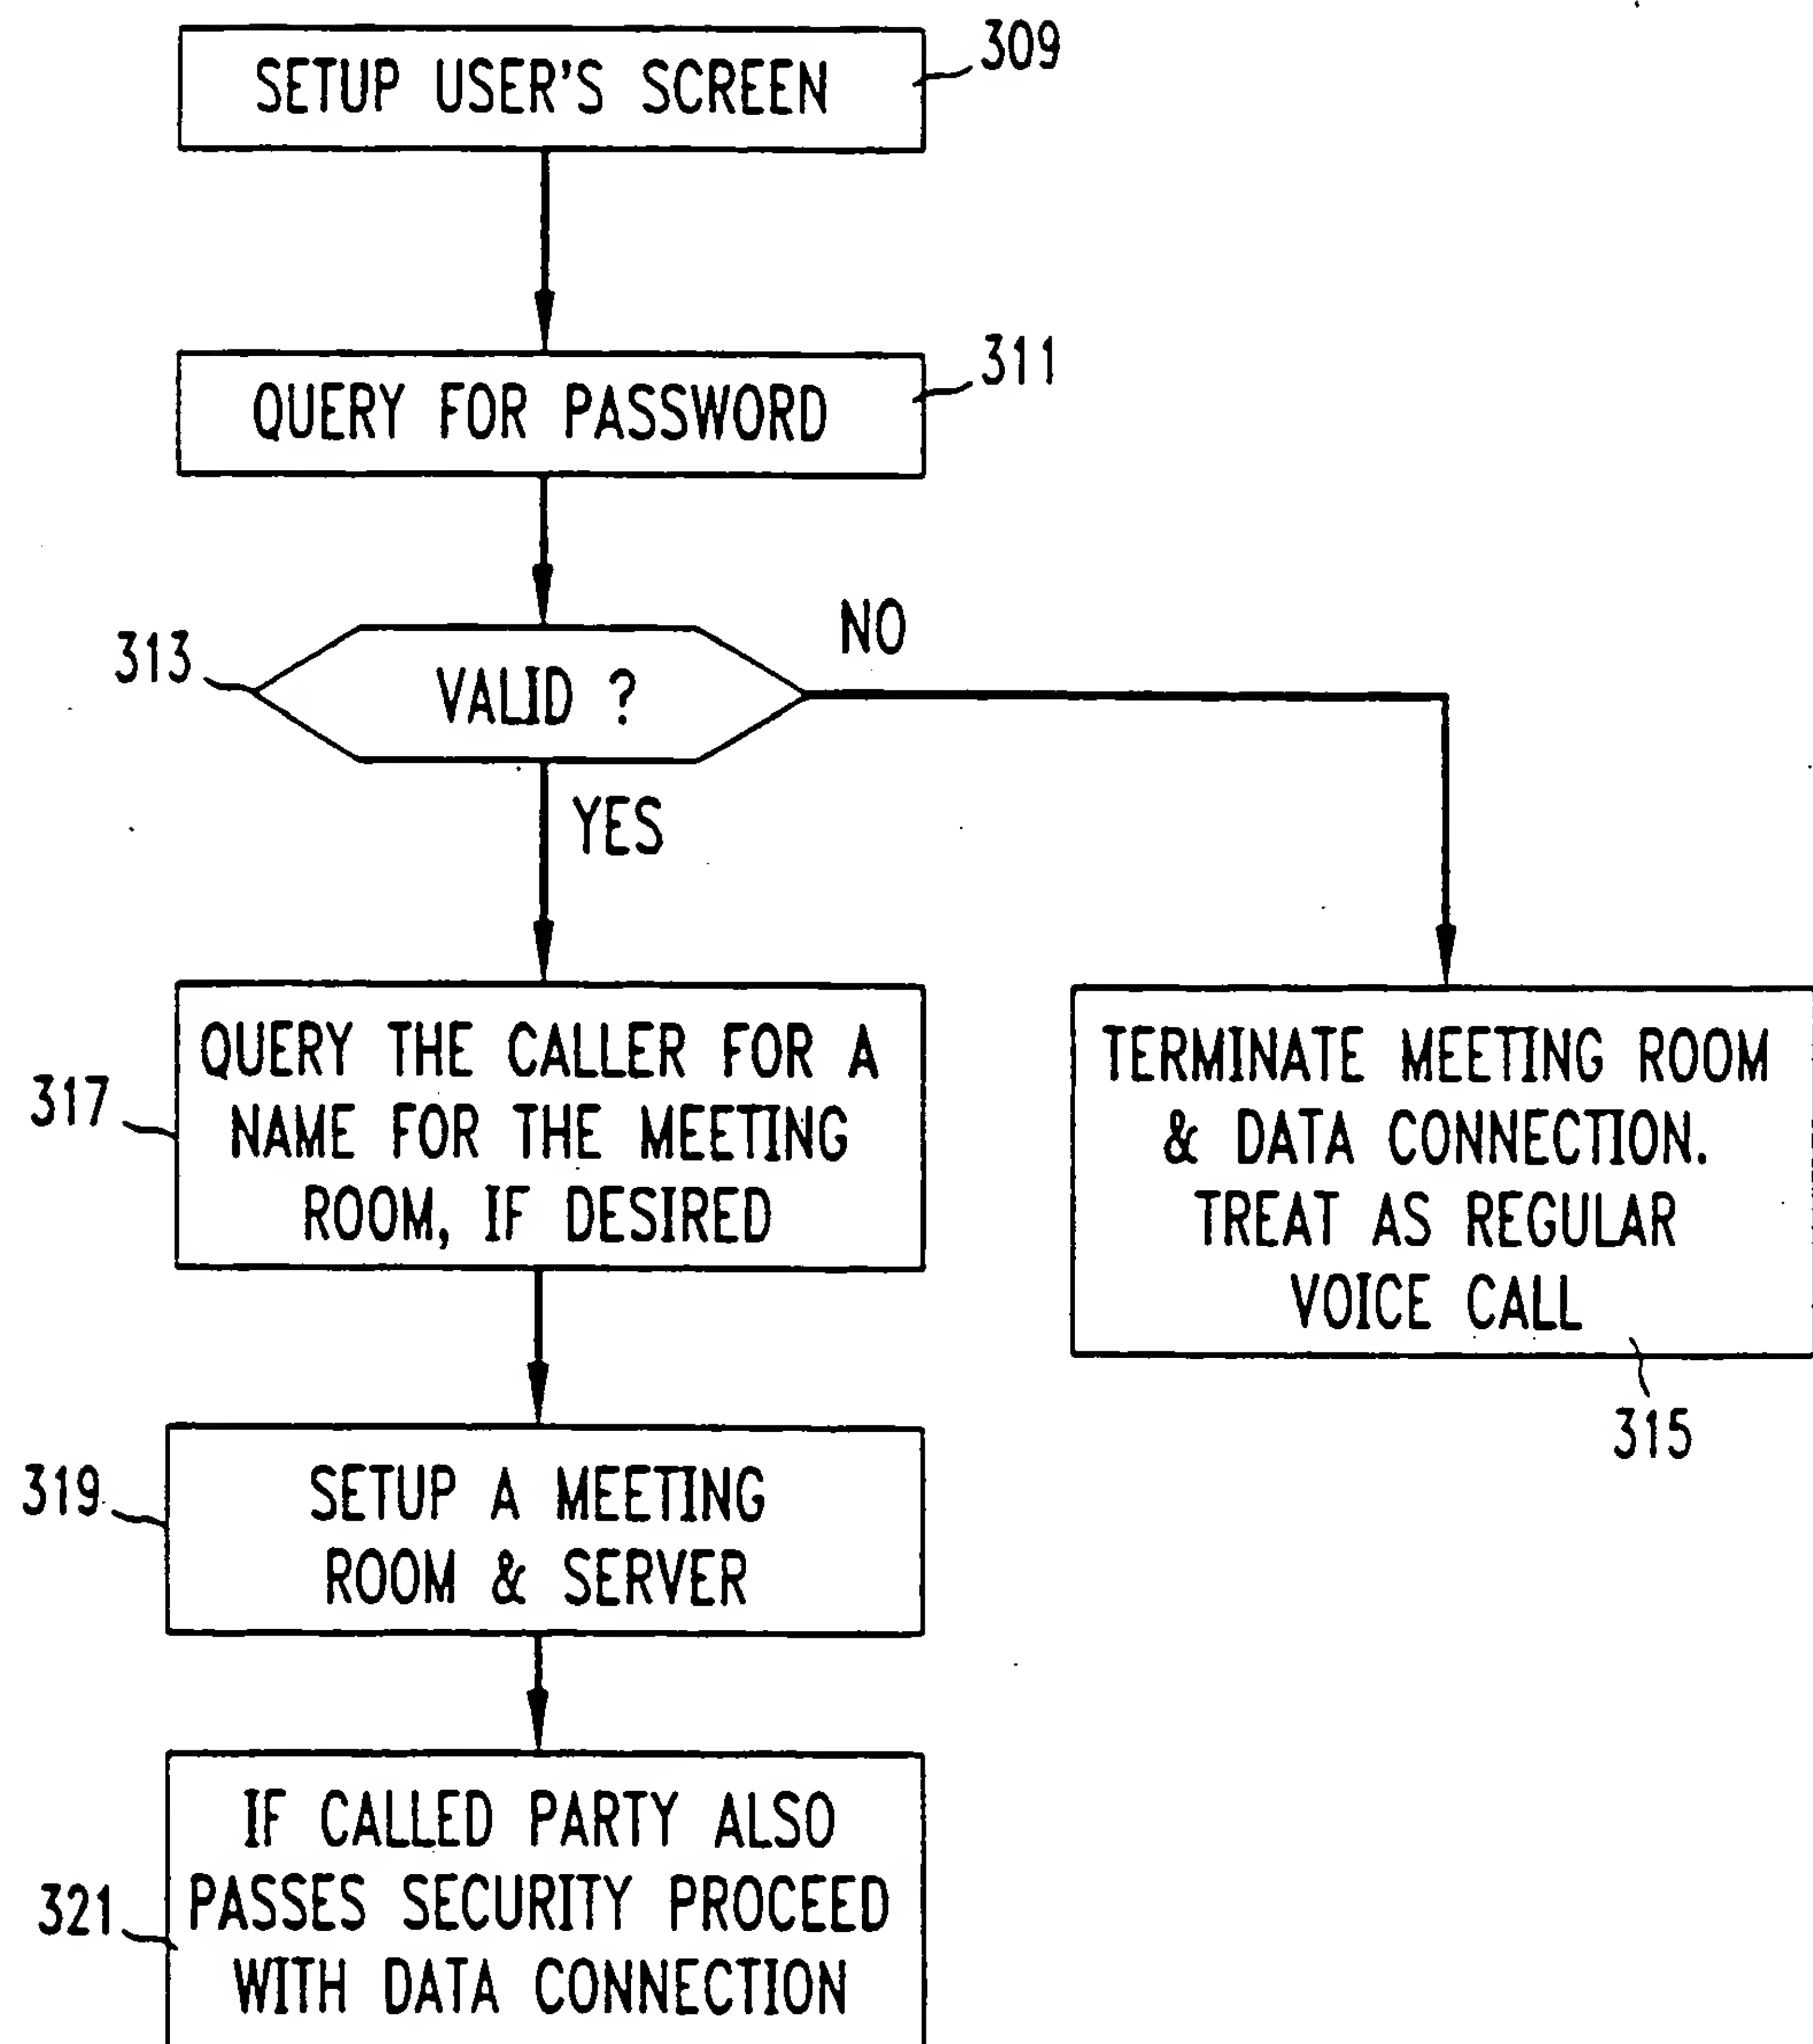 SETUP USER'S SCREEN
309
QUERY FOR PASSWORD
311
313
VALID ?
NO
YES
317
QUERY THE CALLER FOR A
NAME FOR THE MEETING
ROOM, IF DESIRED
TERMINATE MEETING ROOM
& DATA CONNECTION.
TREAT AS REGULAR
VOICE CALL
315
319
SETUP A MEETING
ROOM & SERVER
321
IF CALLED PARTY ALSO
PASSES SECURITY PROCEED
WITH DATA CONNECTION